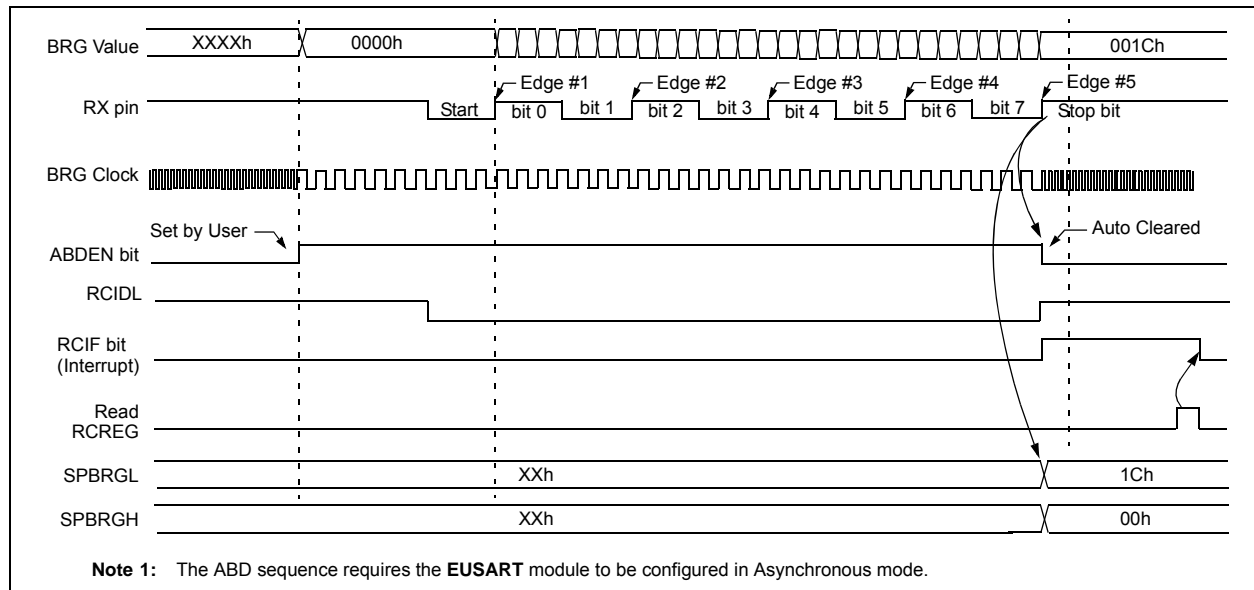 BRG Value XXXXh 0000h 001Ch
Edge #1 Edge #2 Edge #3 Edge #4 Edge #5
RX pin Start bit 0 bit 1 bit 2 bit 3 bit 4 bit 5 bit 6 bit 7 Stop bit
BRG Clock
Set by User Auto Cleared
ABDEN bit
RCIDL
RCIF bit
(Interrupt)
Read
RCREG
SPBRGL XXh 1Ch
SPBRGH XXh 00h
Note 1: The ABD sequence requires the EUSART module to be configured in Asynchronous mode.